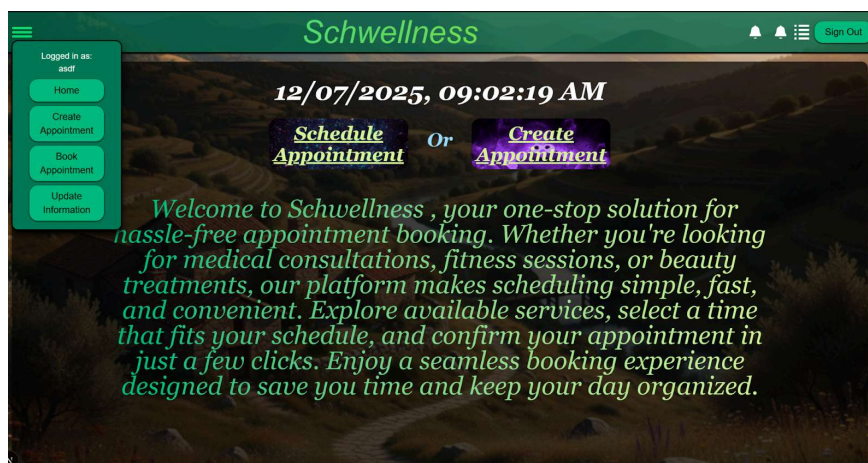 Schwellness
Sign Out
Logged in as:
asdf
Home
Create
Appointment
Book
Appointment
Update
Information
12/07/2025, 09:02:19 AM
Schedule
Appointment
Or
Create
Appointment
Welcome to Schwellness , your one-stop solution for
hassle-free appointment booking. Whether you're looking
for medical consultations, fitness sessions, or beauty
treatments, our platform makes scheduling simple, fast,
and convenient. Explore available services, select a time
that fits your schedule, and confirm your appointment in
just a few clicks. Enjoy a seamless booking experience
designed to save you time and keep your day organized.